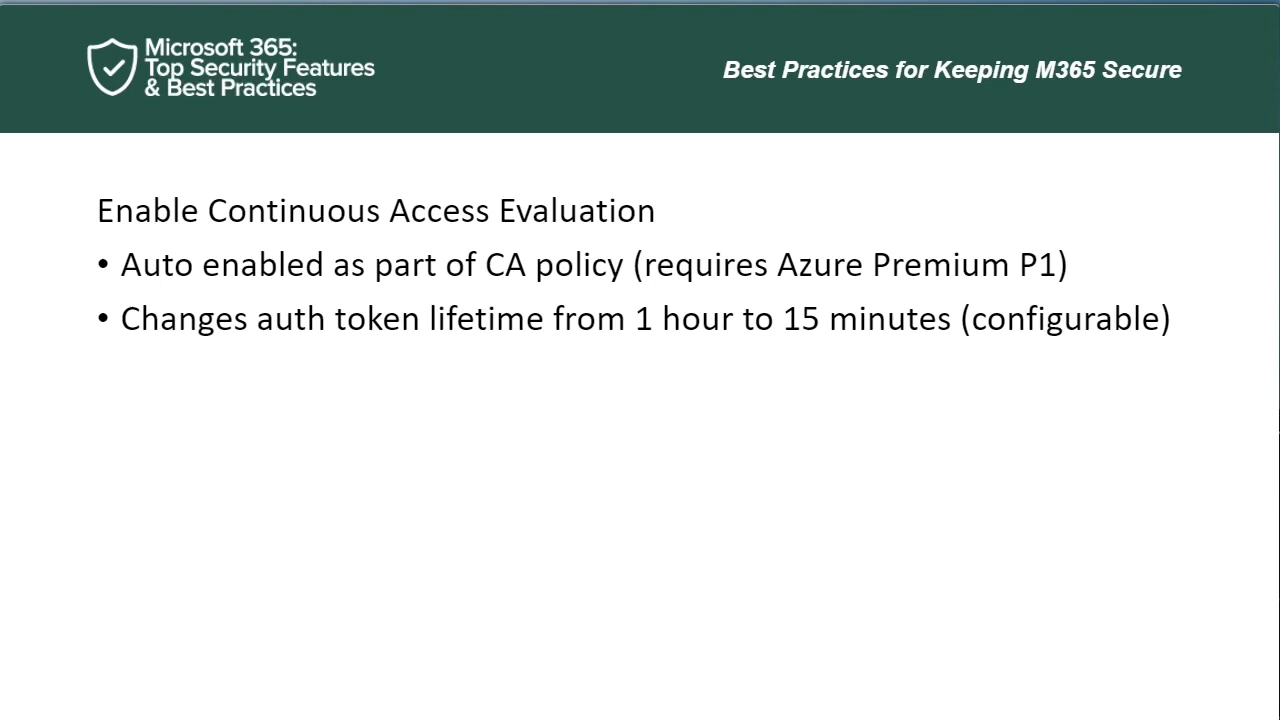 Microsoft 365:
Top Security Features
& Best Practices
Best Practices for Keeping M365 Secure
Enable Continuous Access Evaluation
• Auto enabled as part of CA policy (requires Azure Premium P1)
• Changes auth token lifetime from 1 hour to 15 minutes (configurable)